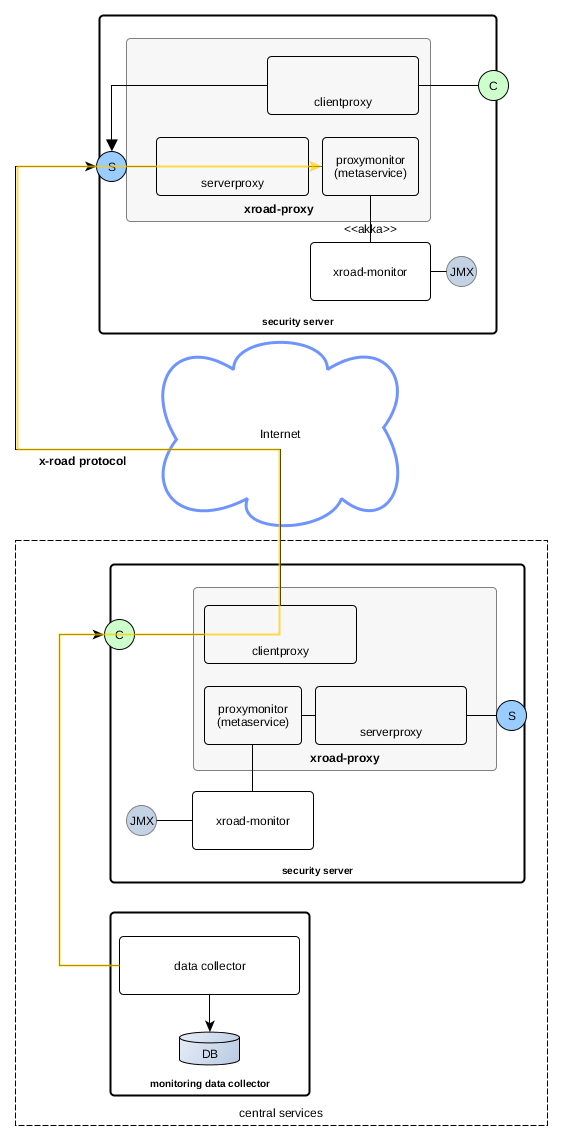 clientproxy
C
S
serverproxy
proxymonitor
(metaservice)
xroad-proxy
<<akka>>
xroad-monitor
JMX
security server
Internet
x-road protocol
C
clientproxy
proxymonitor
(metaservice)
serverproxy
S
xroad-proxy
JMX
xroad-monitor
security server
data collector
DB
monitoring data collector
central services